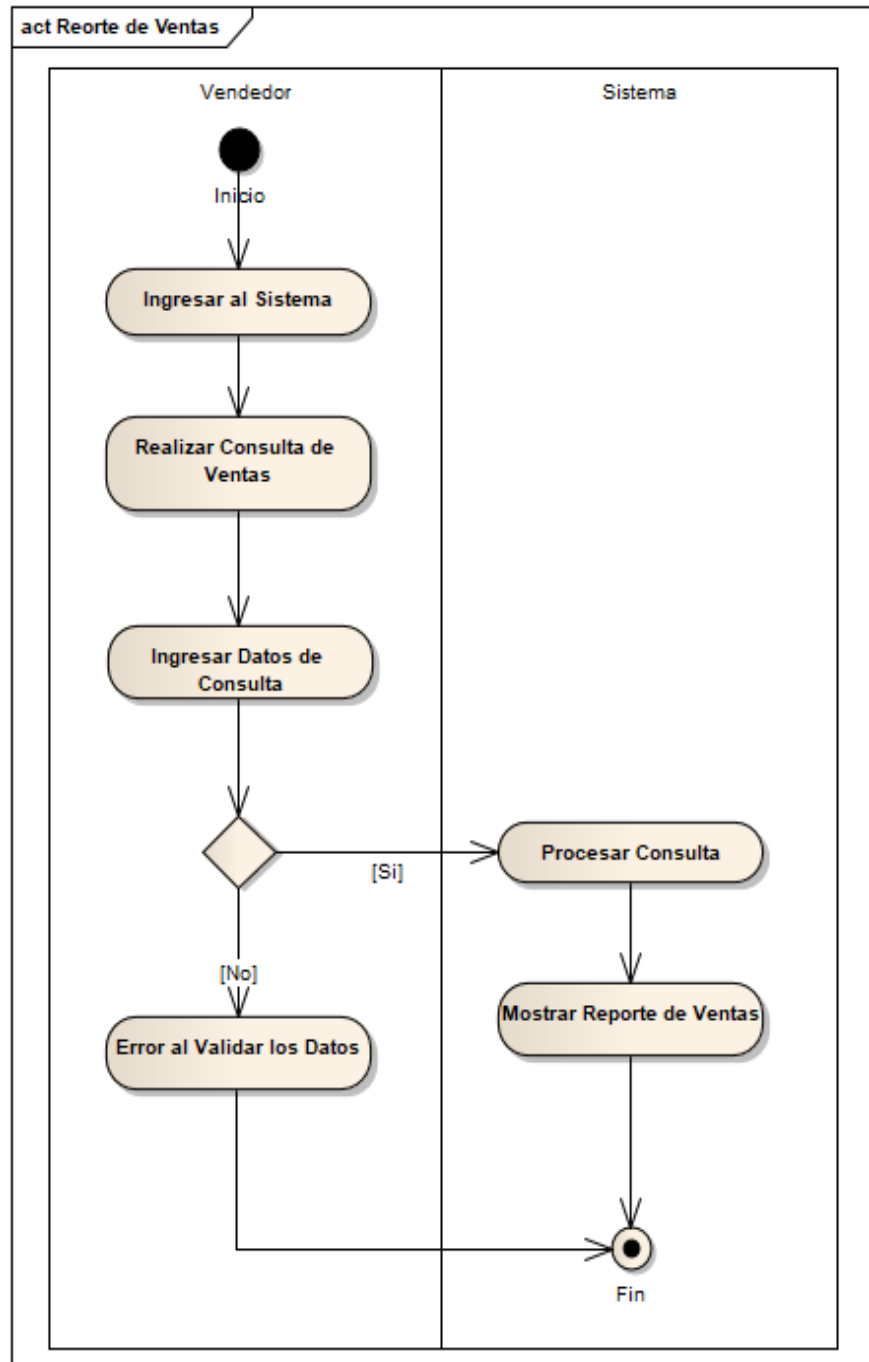 act Reorte de Ventas
Vendedor
Sistema
Inicio
Ingresar al Sistema
Realizar Consulta de
Ventas
Ingresar Datos de
Consulta
[Si]
Procesar Consulta
[No]
Mostrar Reporte de Ventas
Error al Validar los Datos
Fin